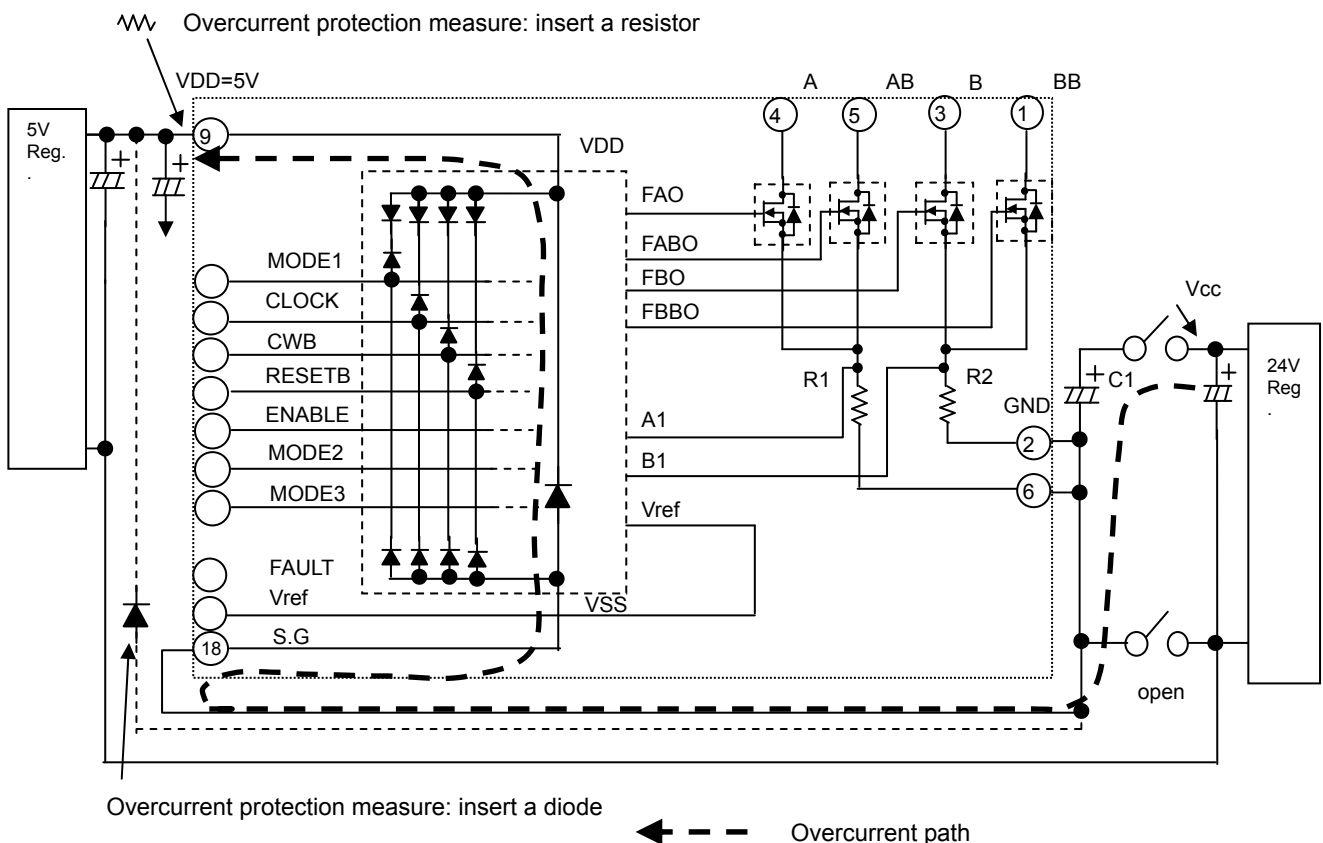 Overcurrent protection measure: insert a resistor
VDD=5V
A
AB
B
BB
5V
Reg.
.
9
4
5
3
1
VDD
FAO
FABO
FBO
FBBO
MODE1
CLOCK
CWB
RESETB
ENABLE
MODE2
MODE3
FAULT
Vref
S.G
18
VSS
A1
B1
Vref
R1
R2
GND
2
6
+
+
+
C1
+
Vcc
24V
Reg
.
open
Overcurrent protection measure: insert a diode
Overcurrent path